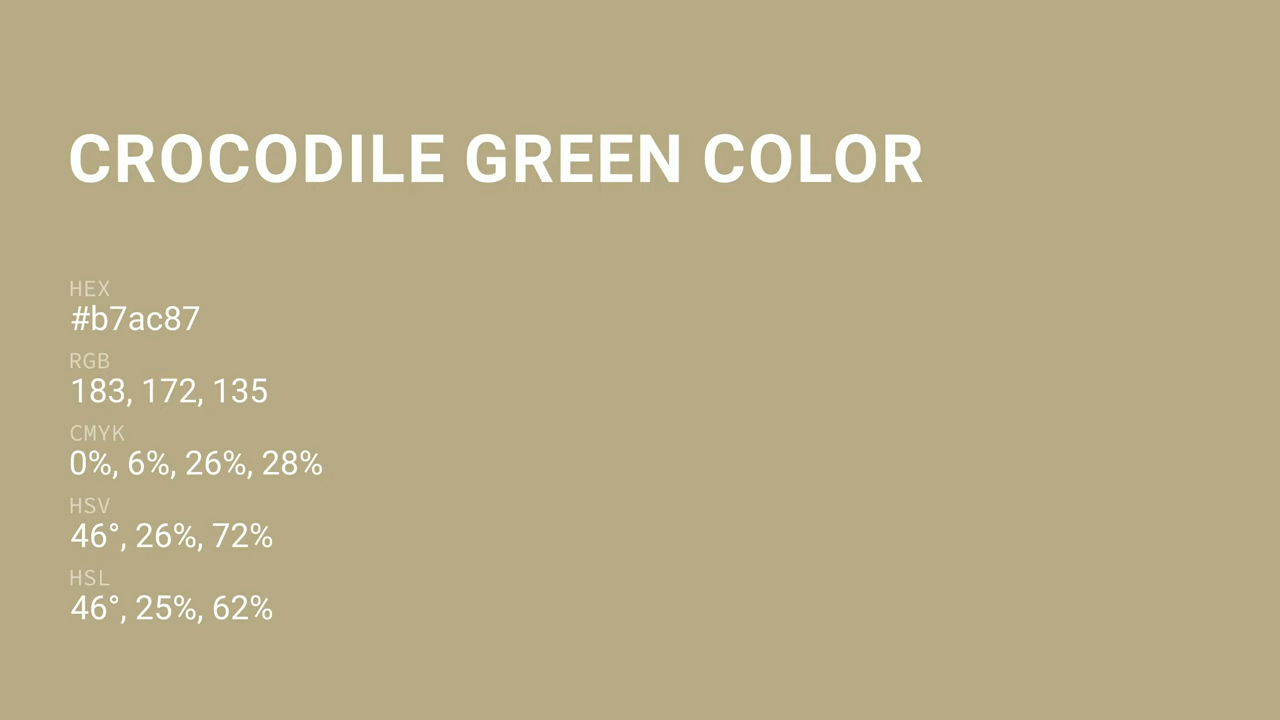 CROCODILE GREEN COLOR
HEX
#b7ac87
RGB
183, 172, 135
CMYK
0%, 6%, 26%, 28%
HSV
46°, 26%, 72%
HSL
46°, 25%, 62%